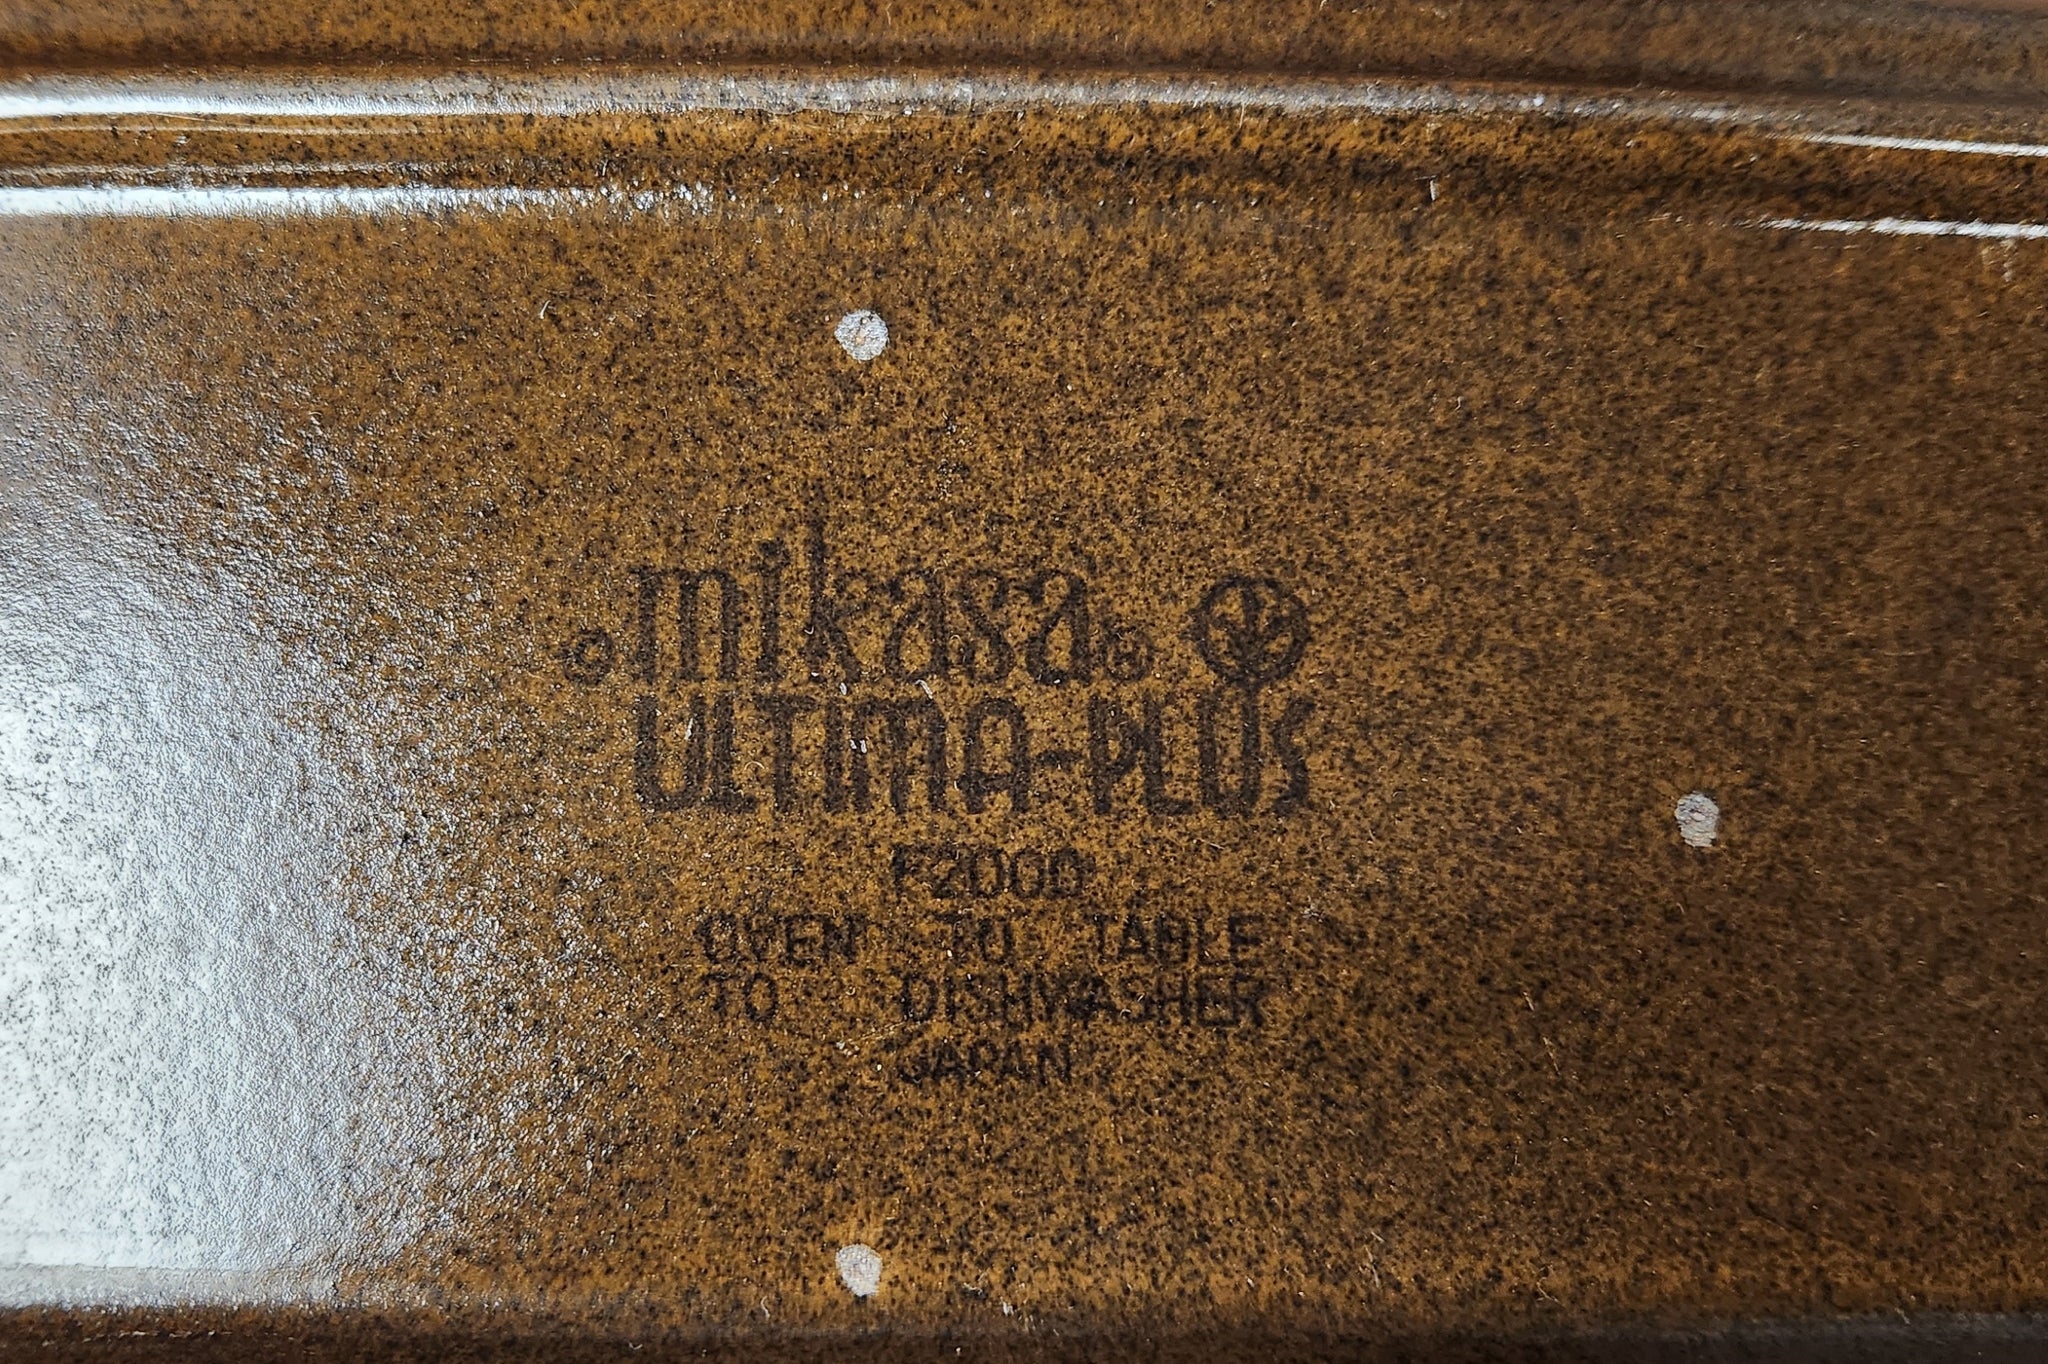 © mikasa ®
ULTIMA-PLUS
F2000
OVEN TO TABLE
TO DISHWASHER
JAPAN